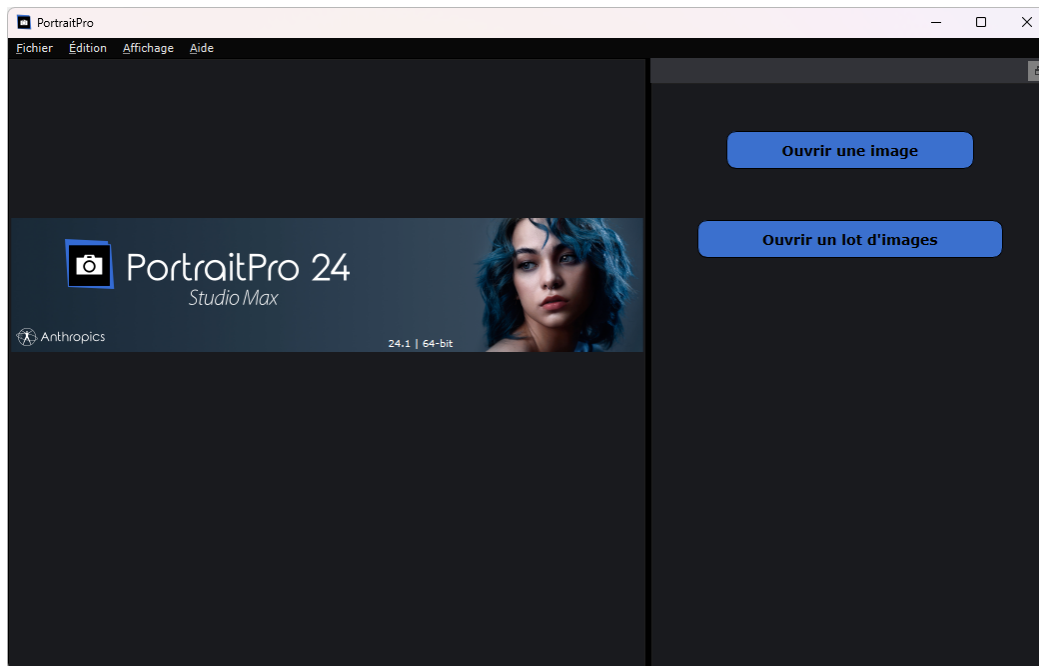 PortraitPro
Fichier Édition Affichage Aide
Ouvrir une image
Ouvrir un lot d'images
PortraitPro 24
Studio Max
Anthropics
24.1 | 64-bit